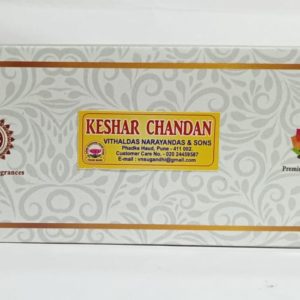 KESHAR CHANDAN
VITHALDAS NARAYANDAS & SONS
Phadke Haud, Pune - 411 002.
Customer Care No. - 020 24459587
E-mail : vnsugandhi@gmail.com
grances
Premiu